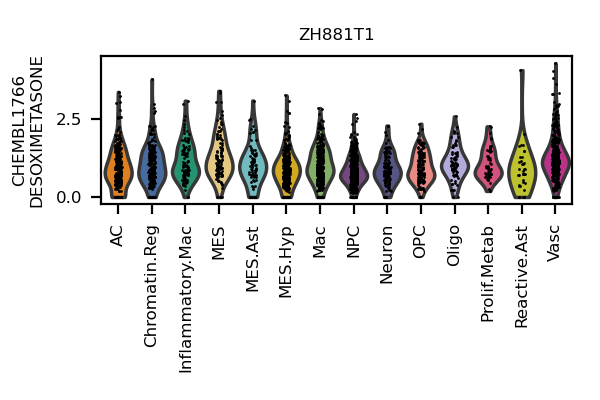 ZH881T1
CHEMBL1766
DESOXIMETASONE
2.5
0.0
AC
Chromatin.Reg
Inflammatory.Mac
MES
MES.Ast
MES.Hyp
Mac
NPC
Neuron
OPC
Oligo
Prolif.Metab
Reactive.Ast
Vasc